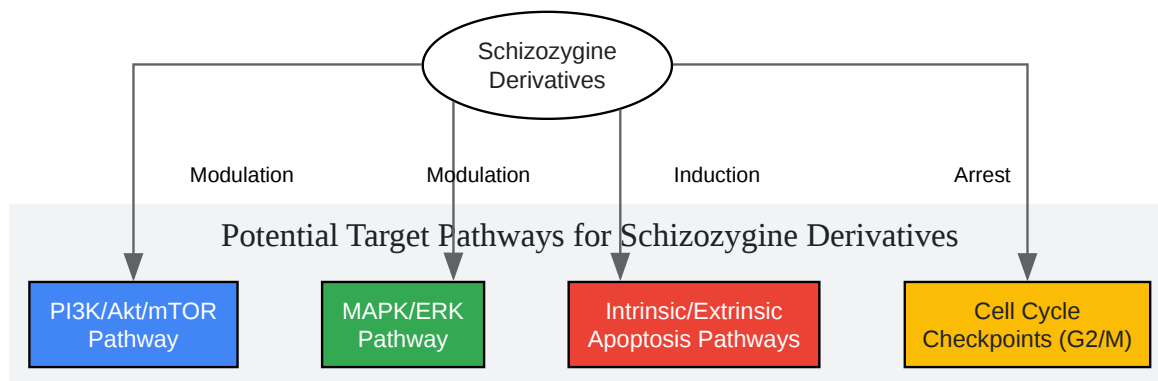 Schizozygine
Derivatives
Modulation
Modulation
Induction
Arrest
Potential Target Pathways for Schizozygine Derivatives
PI3K/Akt/mTOR
Pathway
MAPK/ERK
Pathway
Intrinsic/Extrinsic
Apoptosis Pathways
Cell Cycle
Checkpoints (G2/M)